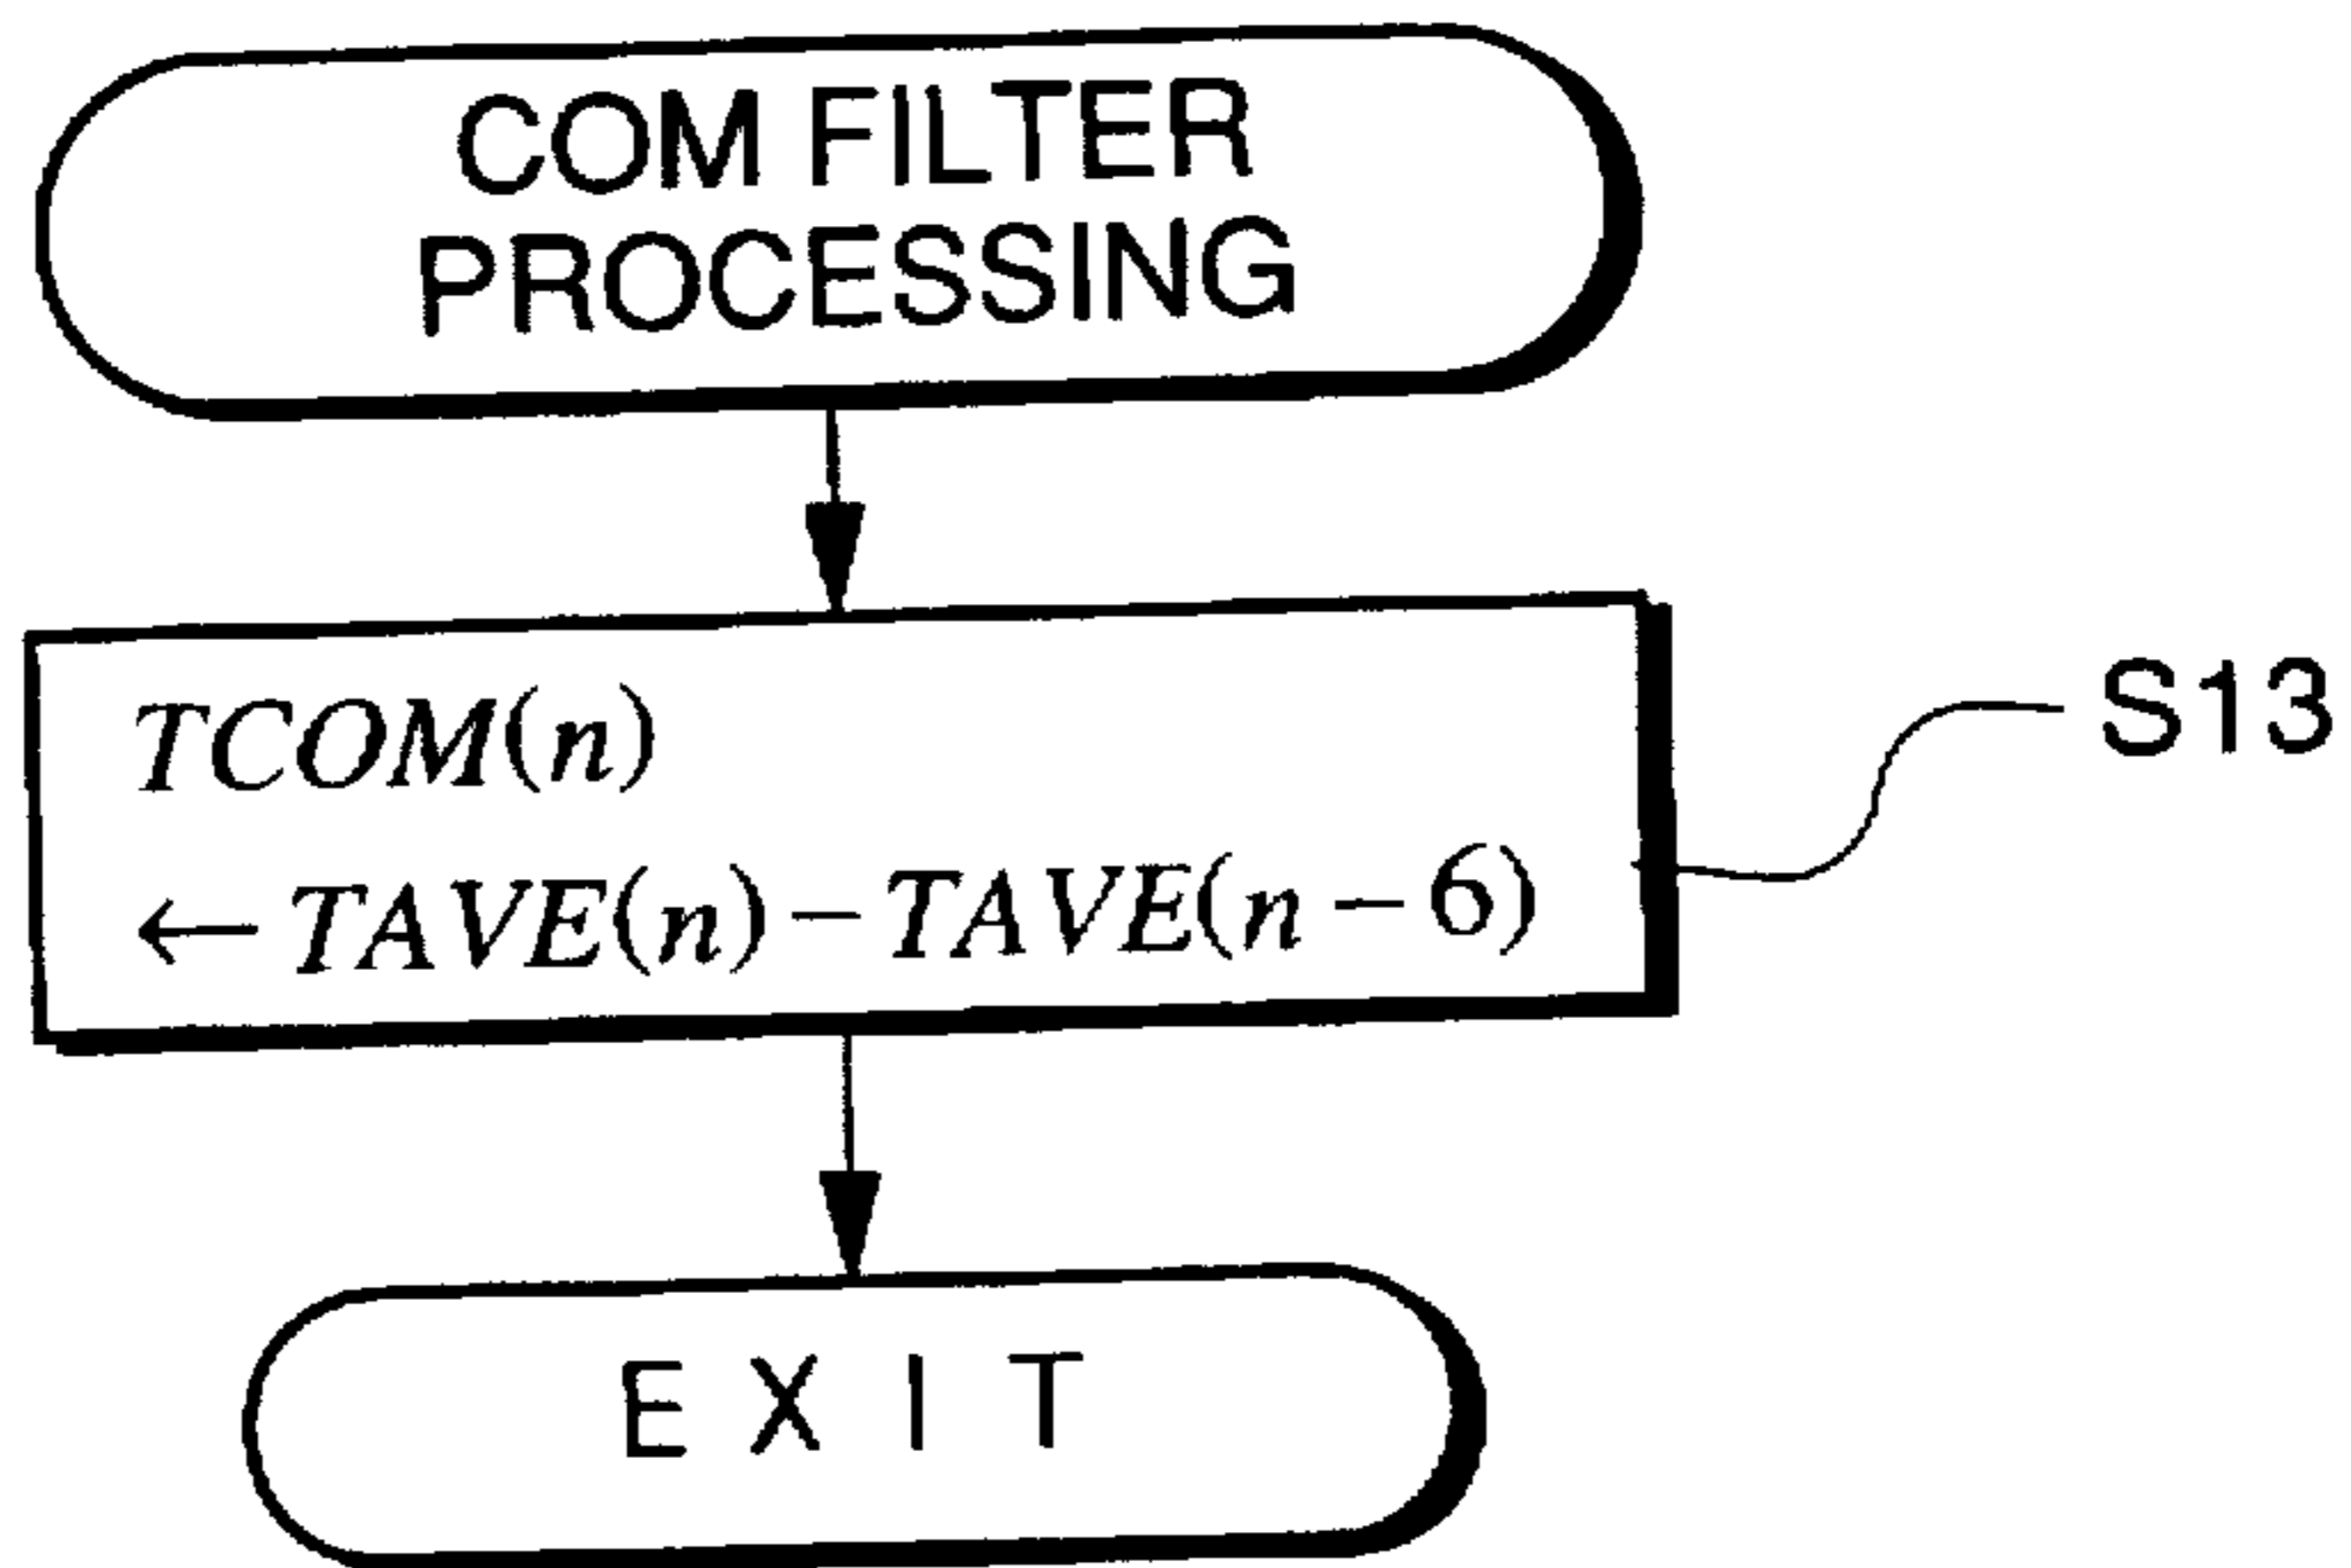 COM FILTER
PROCESSING
TCOM(n)
← TAVE(n) − TAVE(n − 6)
S13
EXIT